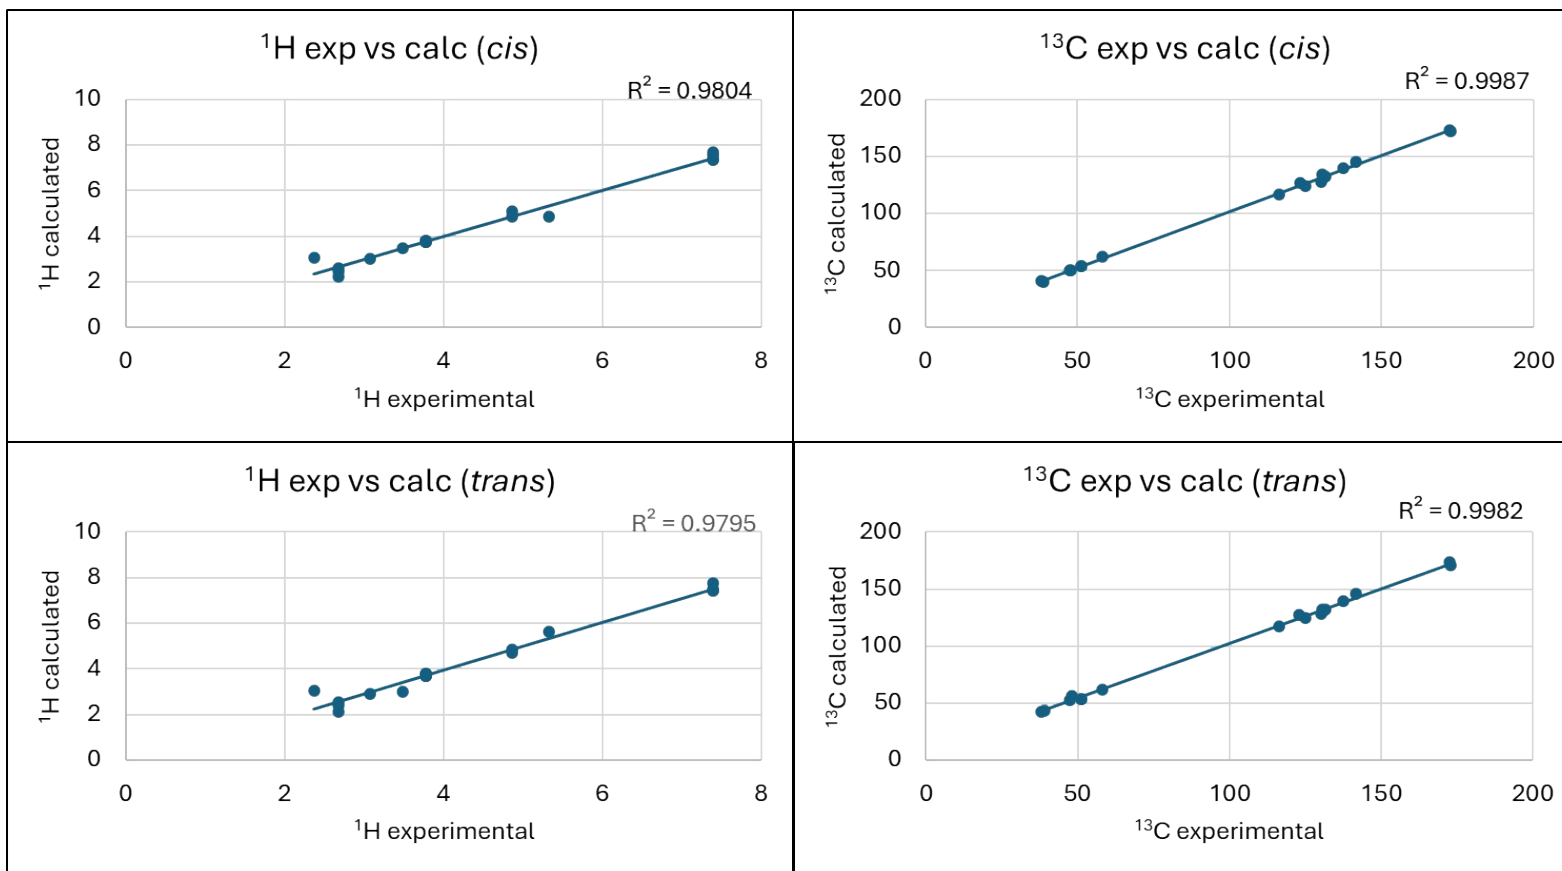 ¹H exp vs calc (cis)
R² = 0.9804
10
8
6
4
2
0
¹H calculated
0 2 4 6 8
¹H experimental
¹³C exp vs calc (cis)
R² = 0.9987
200
150
100
50
0
¹³C calculated
0 50 100 150 200
¹³C experimental
¹H exp vs calc (trans)
R² = 0.9795
10
8
6
4
2
0
¹H calculated
0 2 4 6 8
¹H experimental
¹³C exp vs calc (trans)
R² = 0.9982
200
150
100
50
0
¹³C calculated
0 50 100 150 200
¹³C experimental